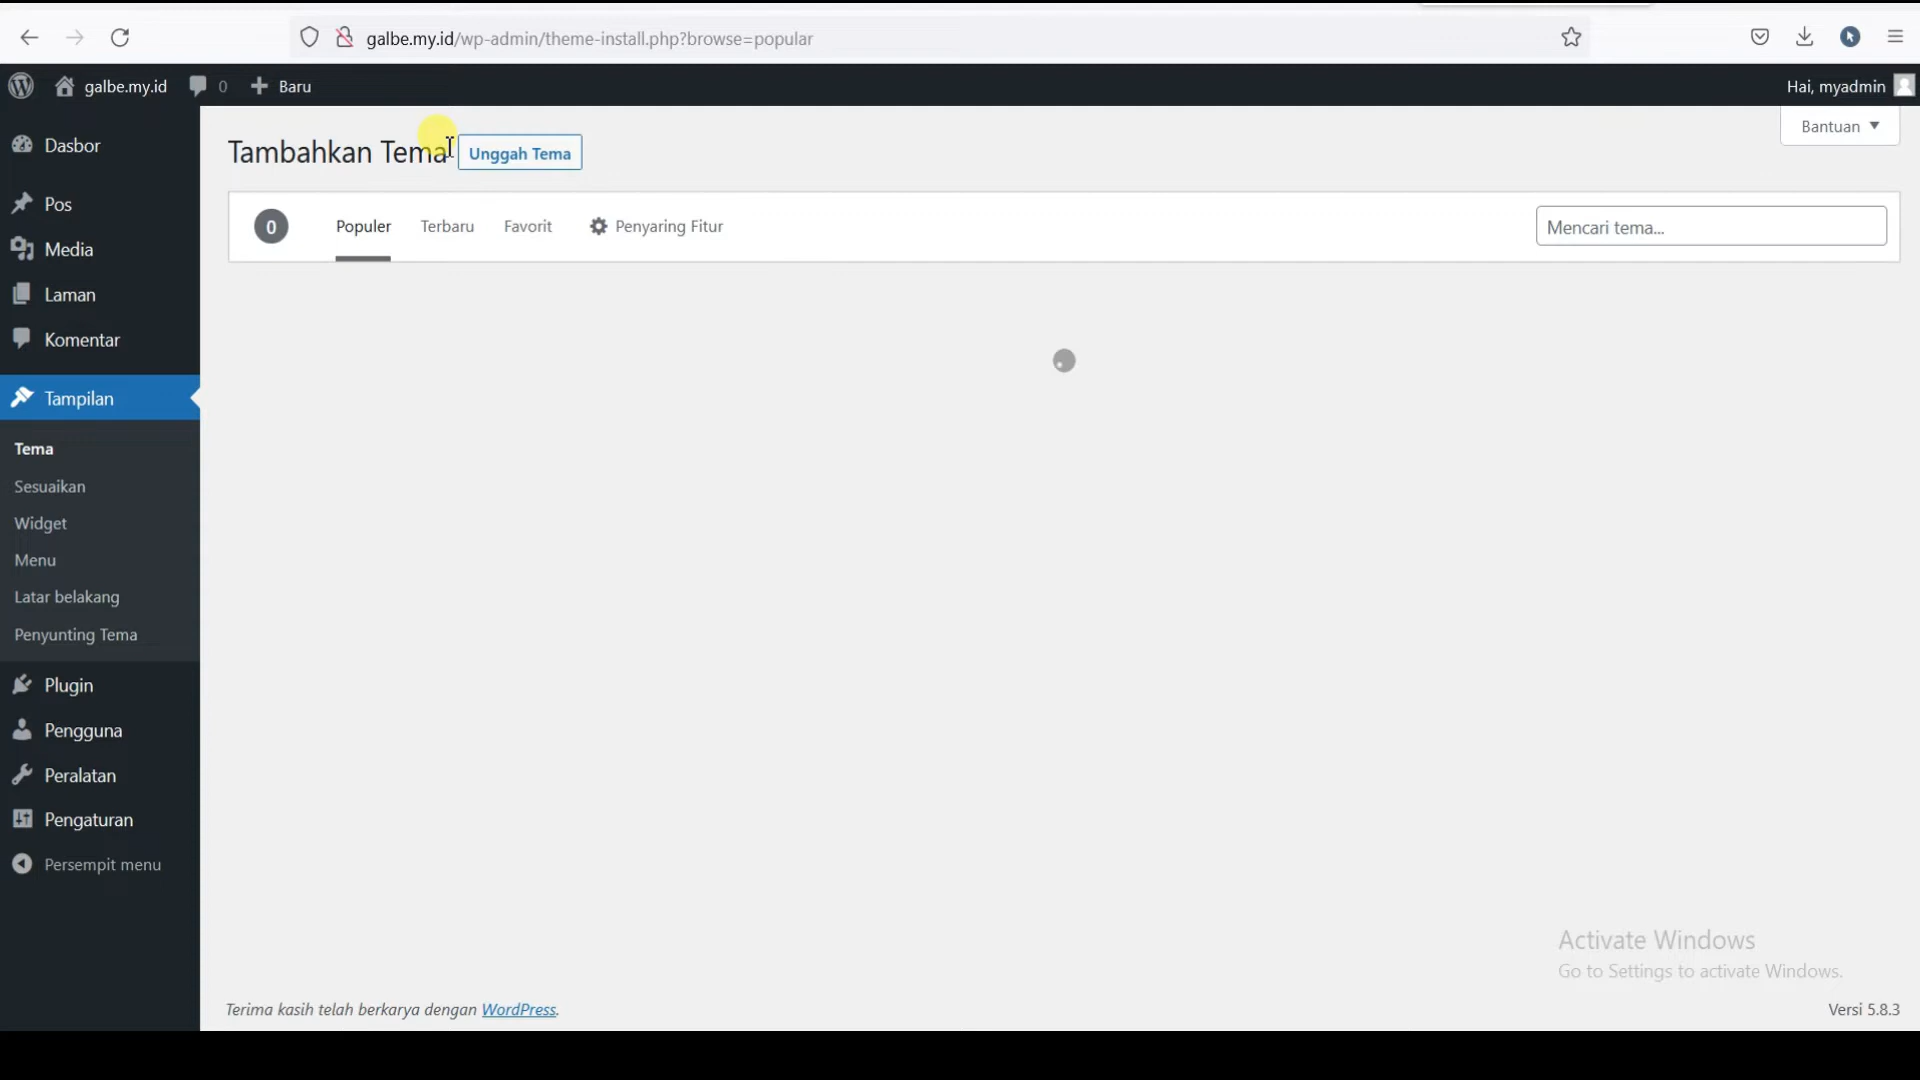 galbe.my.id/wp-admin/theme-install.php?browse=popular
galbe.my.id 0 Baru Hai, myadmin
Bantuan
Tambahkan Tema Unggah Tema
0 Populer Terbaru Favorit Penyaring Fitur Mencari tema...
Dasbor
Pos
Media
Laman
Komentar
Tampilan
Tema
Sesuaikan
Widget
Menu
Latar belakang
Penyunting Tema
Plugin
Pengguna
Peralatan
Pengaturan
Persempit menu
Activate Windows
Go to Settings to activate Windows.
Terima kasih telah berkarya dengan WordPress. Versi 5.8.3